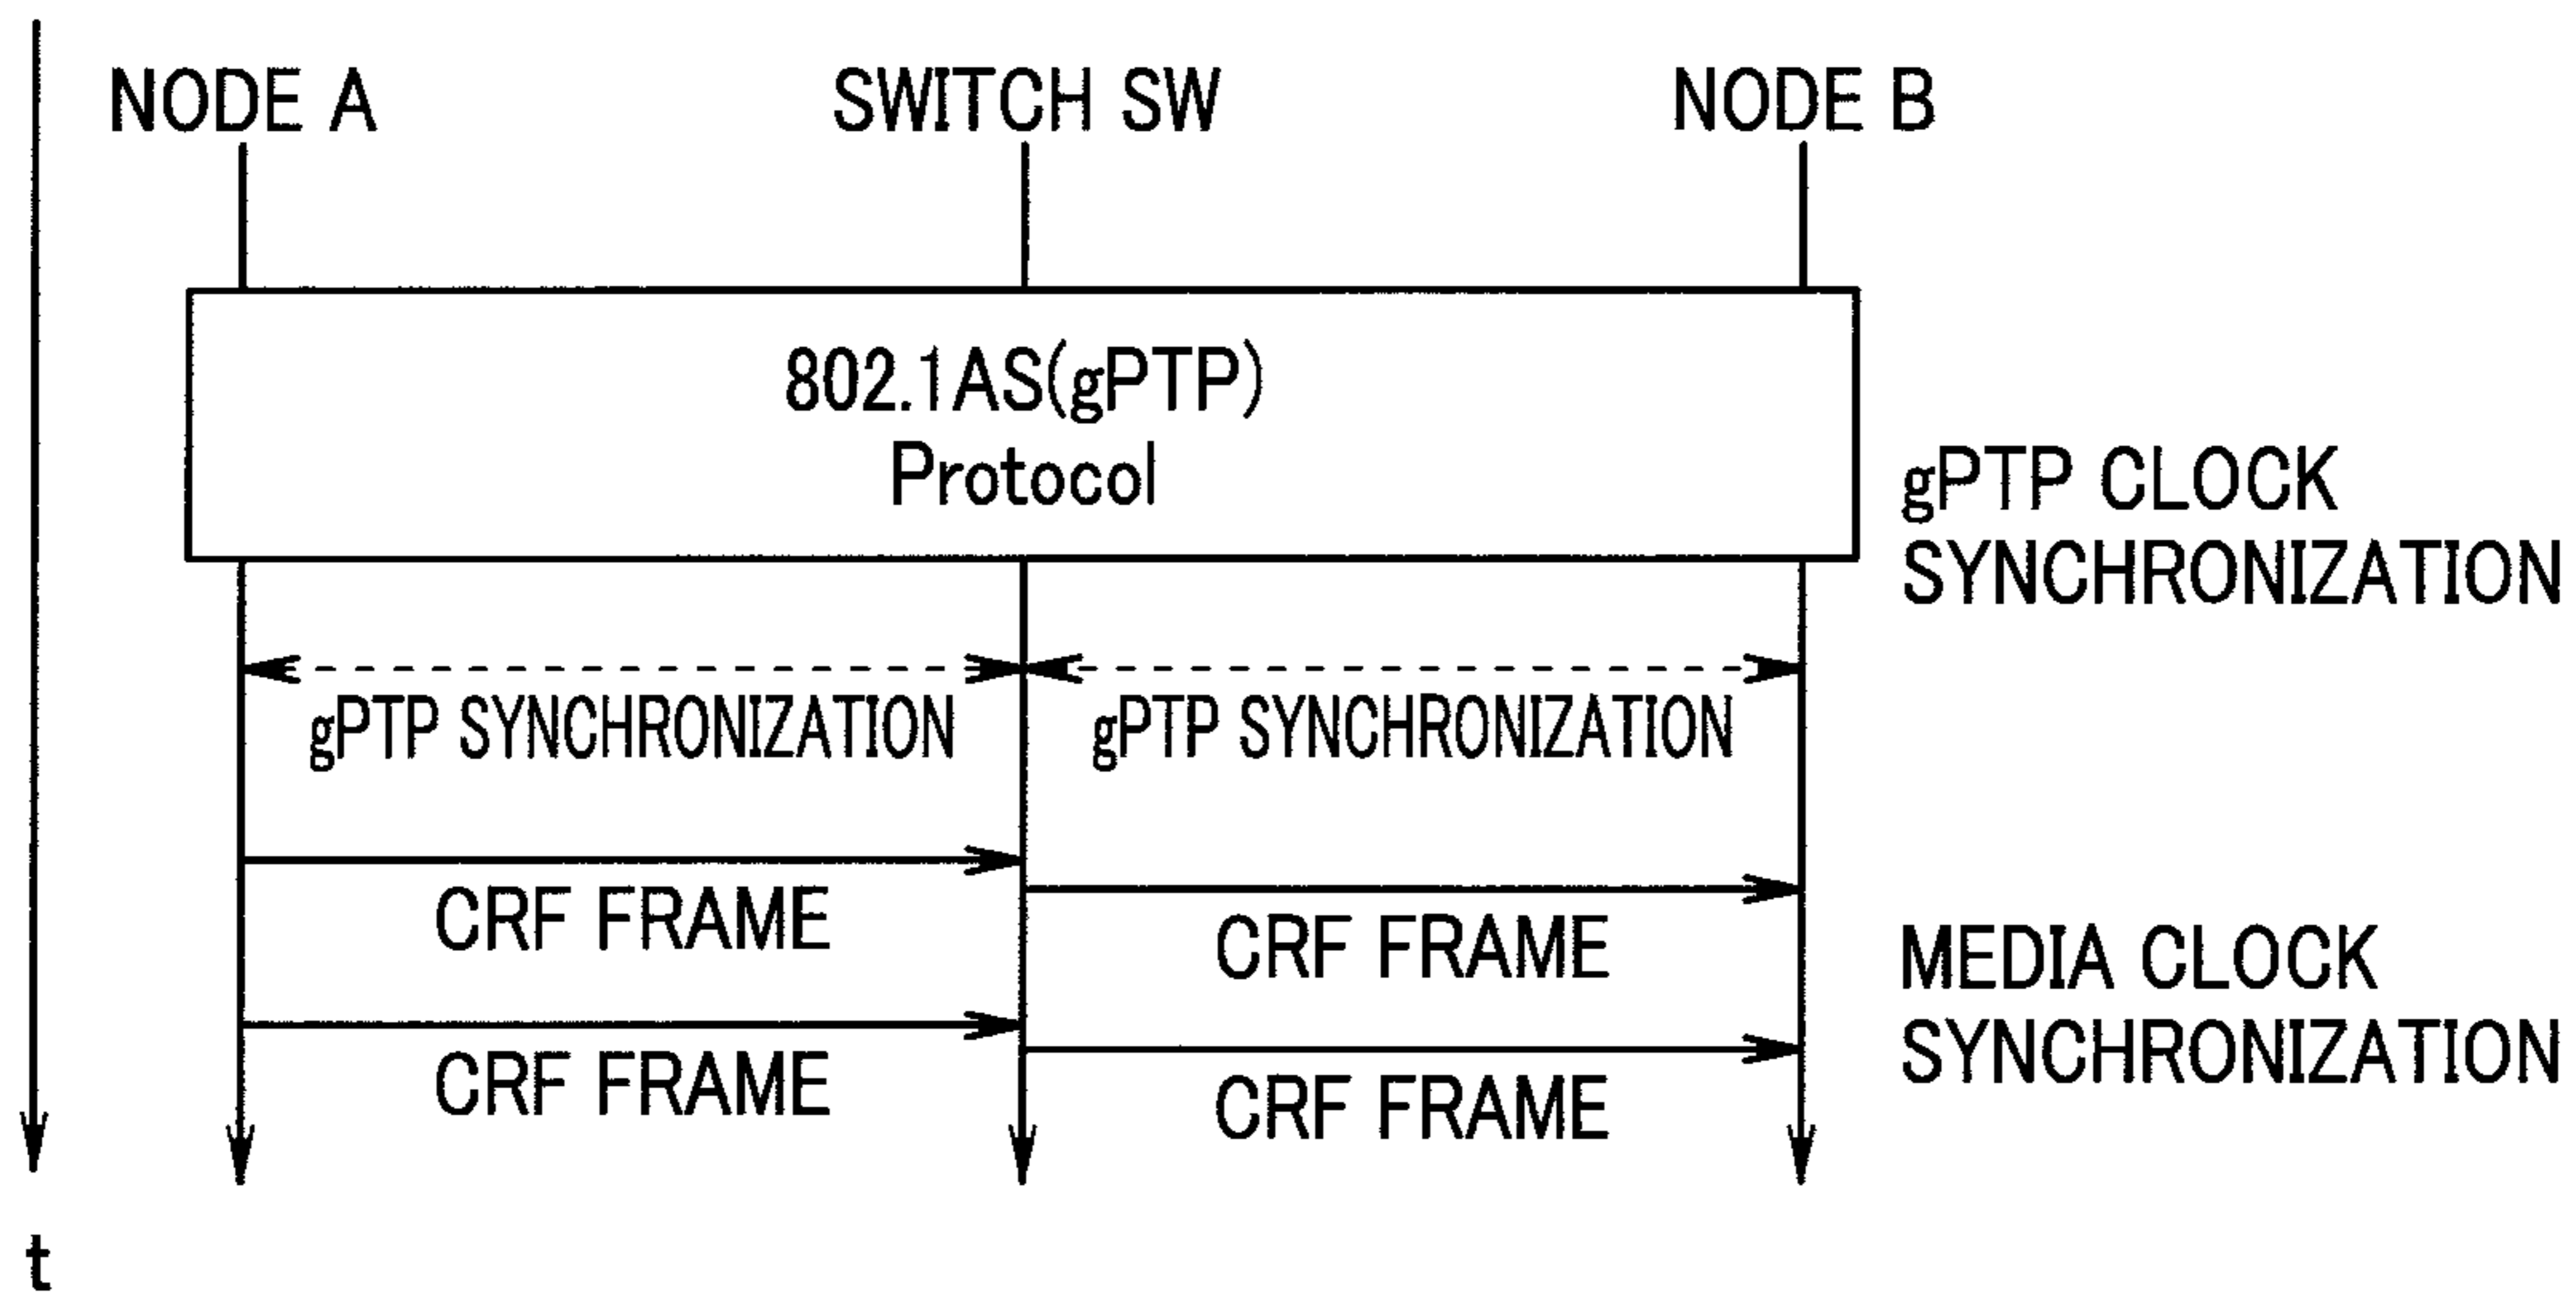 NODE A
SWITCH SW
NODE B
802.1AS(gPTP)
Protocol
gPTP CLOCK
SYNCHRONIZATION
gPTP SYNCHRONIZATION
gPTP SYNCHRONIZATION
CRF FRAME
CRF FRAME
MEDIA CLOCK
SYNCHRONIZATION
CRF FRAME
CRF FRAME
t